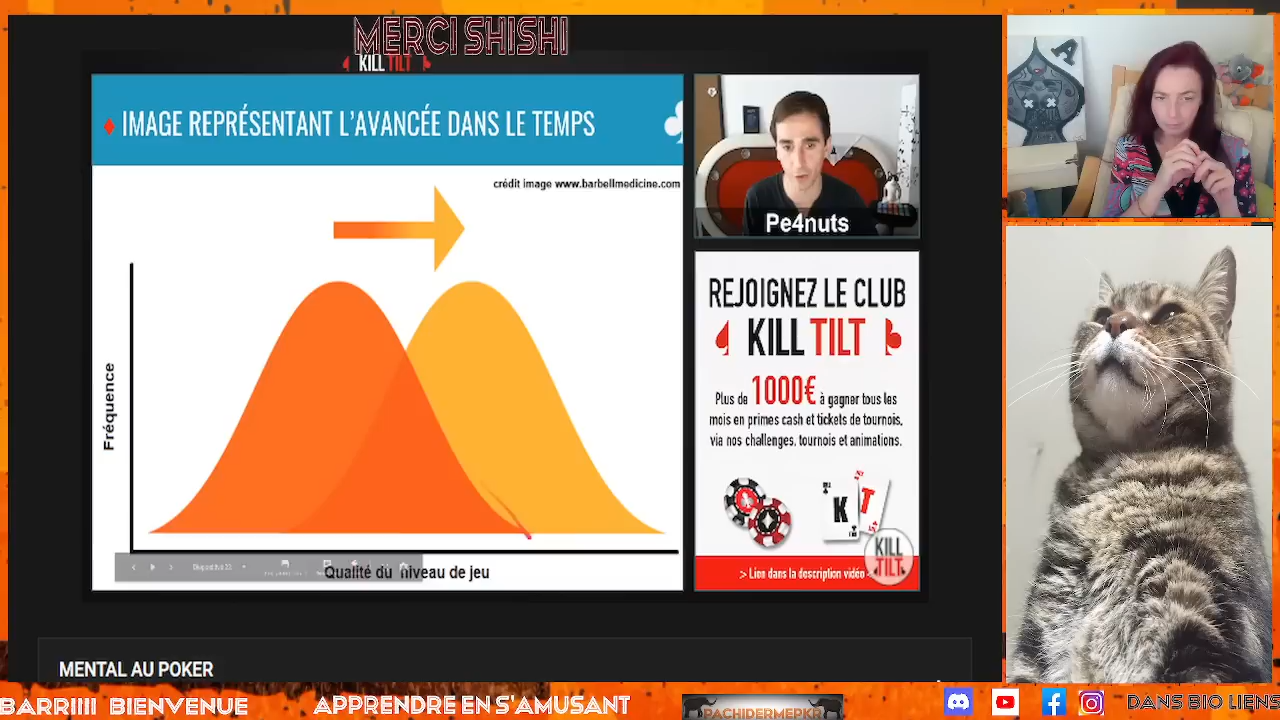 MERCI SHISHI
KILL TILT
IMAGE REPRÉSENTANT L'AVANCÉE DANS LE TEMPS
crédit image www.barbellmedicine.com
Fréquence
Qualité du niveau de jeu
Pe4nuts
REJOIGNEZ LE CLUB
KILL TILT
Plus de 1000€ à gagner tous les
mois en primes cash et tickets de tournois,
via nos challenges, tournois et animations.
K T
KILL
TILT
> Lien dans la description vidéo <
A
MENTAL AU POKER
BARRIIII BIENVENUE
APPRENDRE EN S'AMUSANT
PACHIDERMEPKR
DANS BIO LIENS